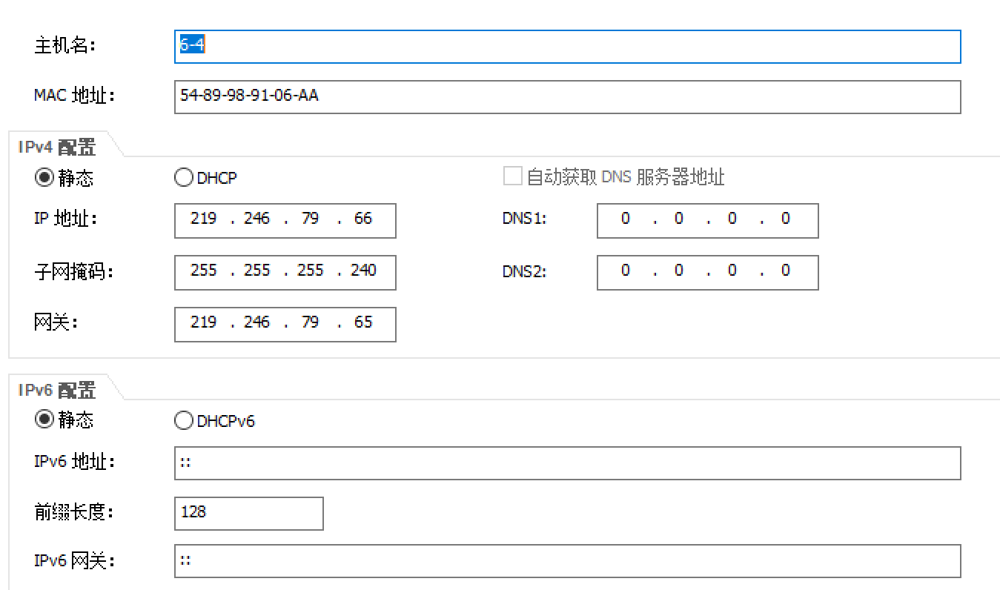 主机名： 6-4
MAC 地址： 54-89-98-91-06-AA
IPv4 配置
静态 DHCP 自动获取 DNS 服务器地址
IP 地址： 219 . 246 . 79 . 66 DNS1: 0 . 0 . 0 . 0
子网掩码： 255 . 255 . 255 . 240 DNS2: 0 . 0 . 0 . 0
网关： 219 . 246 . 79 . 65
IPv6 配置
静态 DHCPv6
IPv6 地址： ::
前缀长度： 128
IPv6 网关： ::